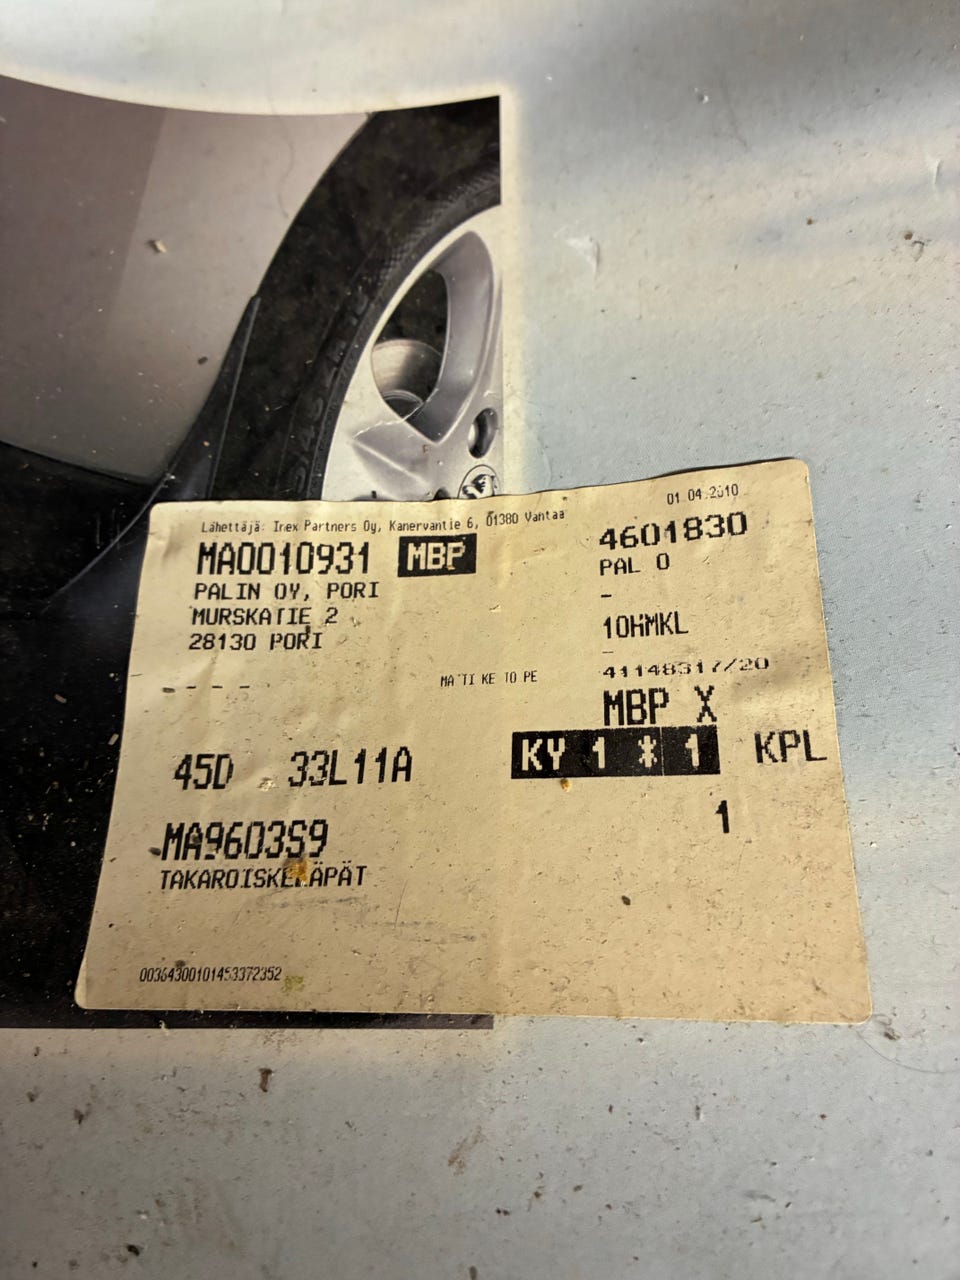 01 04.2010
Lähettäjä: Inex Partners Oy, Kanervantie 6, 01380 Vantaa
MA0010931 MBP
4601830
PALIN OY, PORI
PAL 0
MURSKATIE 2
-
28130 PORI
10HMKL
-
- - - -
MA TI KE TO PE
41148317/20
MBP X
KY 1 * 1 KPL
45D 33L11A
1
MA9603S9
TAKAROISKELÄPÄT
00364300101453372352